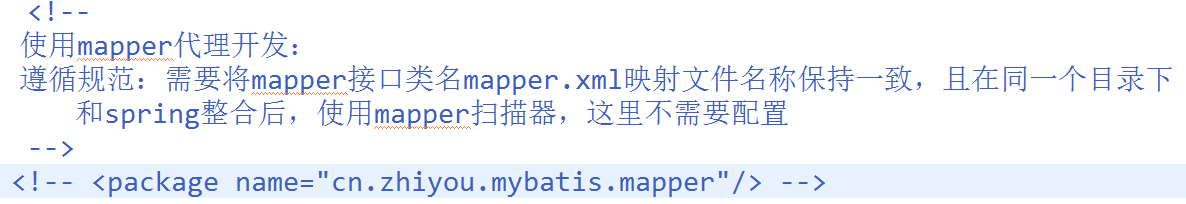 <!--
使用mapper代理开发：
遵循规范：需要将mapper接口类名mapper.xml映射文件名称保持一致，且在同一个目录下
和spring整合后，使用mapper扫描器，这里不需要配置
-->
<!-- <package name="cn.zhiyou.mybatis.mapper"/> -->